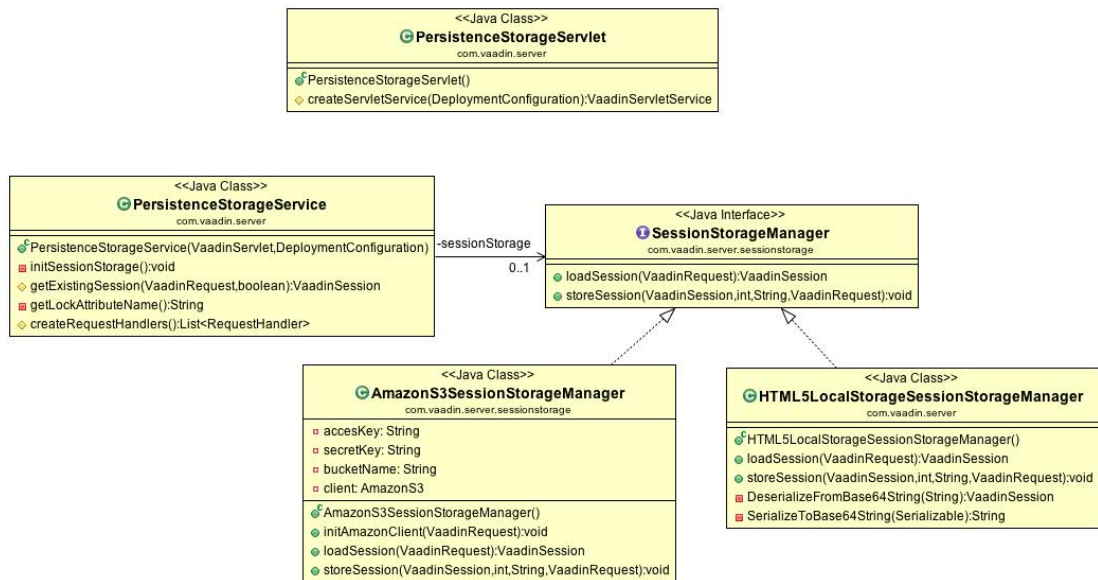 <<Java Class>>
PersistenceStorageServlet
com.vaadin.server
PersistenceStorageServlet()
createServletService(DeploymentConfiguration):VaadinServletService
<<Java Class>>
PersistenceStorageService
com.vaadin.server
PersistenceStorageService(VaadinServlet,DeploymentConfiguration)
initSessionStorage():void
getExistingSession(VaadinRequest,boolean):VaadinSession
getLockAttributeName():String
createRequestHandlers():List<RequestHandler>
-sessionStorage
0..1
<<Java Interface>>
SessionStorageManager
com.vaadin.server.sessionstorage
loadSession(VaadinRequest):VaadinSession
storeSession(VaadinSession,int,String,VaadinRequest):void
<<Java Class>>
AmazonS3SessionStorageManager
com.vaadin.server.sessionstorage
accesKey: String
secretKey: String
bucketName: String
client: AmazonS3
AmazonS3SessionStorageManager()
initAmazonClient(VaadinRequest):void
loadSession(VaadinRequest):VaadinSession
storeSession(VaadinSession,int,String,VaadinRequest):void
<<Java Class>>
HTML5LocalStorageSessionStorageManager
com.vaadin.server
HTML5LocalStorageSessionStorageManager()
loadSession(VaadinRequest):VaadinSession
storeSession(VaadinSession,int,String,VaadinRequest):void
DeserializeFromBase64String(String):VaadinSession
SerializeToBase64String(Serializable):String